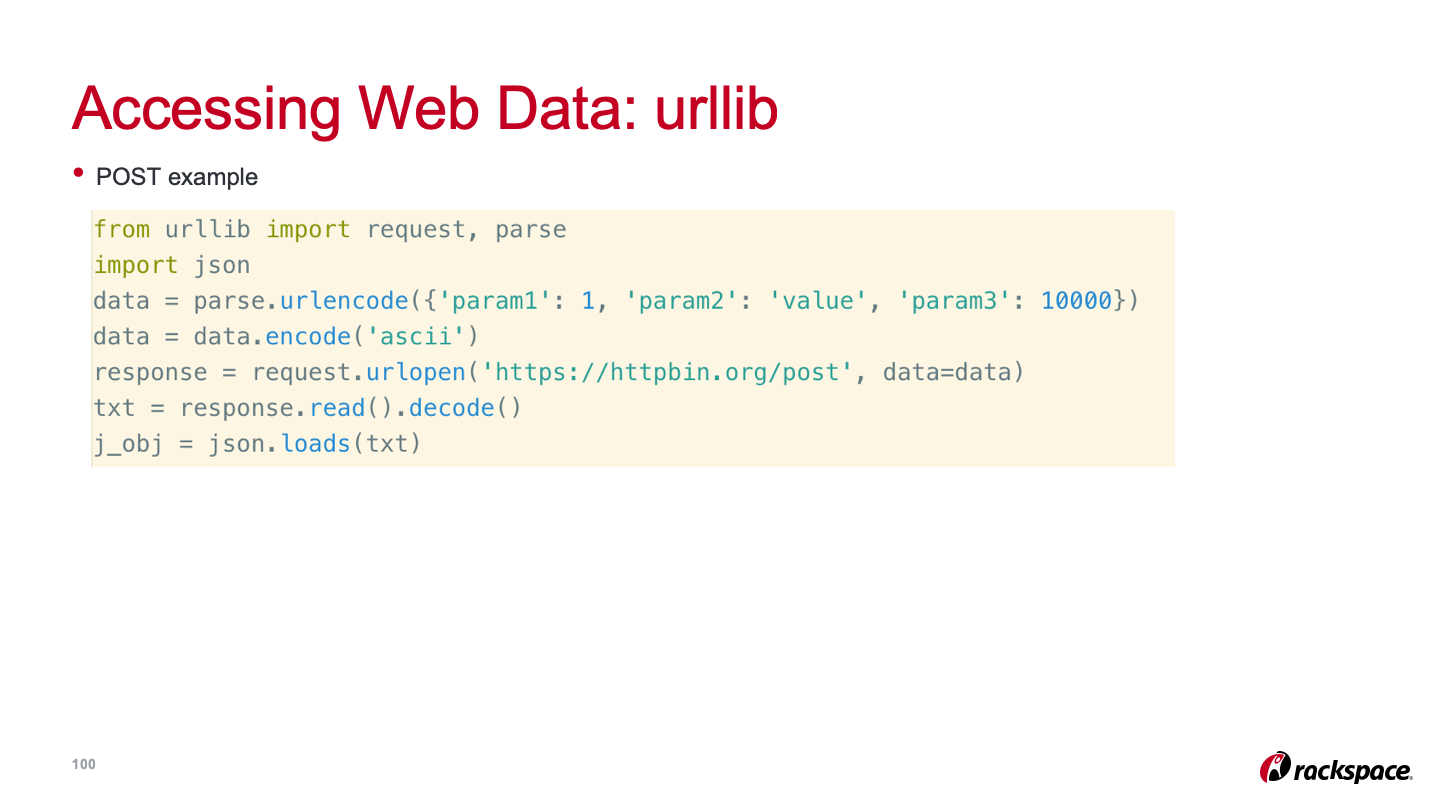 Accessing Web Data: urllib
• POST example
from urllib import request, parse
import json
data = parse.urlencode({'param1': 1, 'param2': 'value', 'param3': 10000})
data = data.encode('ascii')
response = request.urlopen('https://httpbin.org/post', data=data)
txt = response.read().decode()
j_obj = json.loads(txt)
100
rackspace.